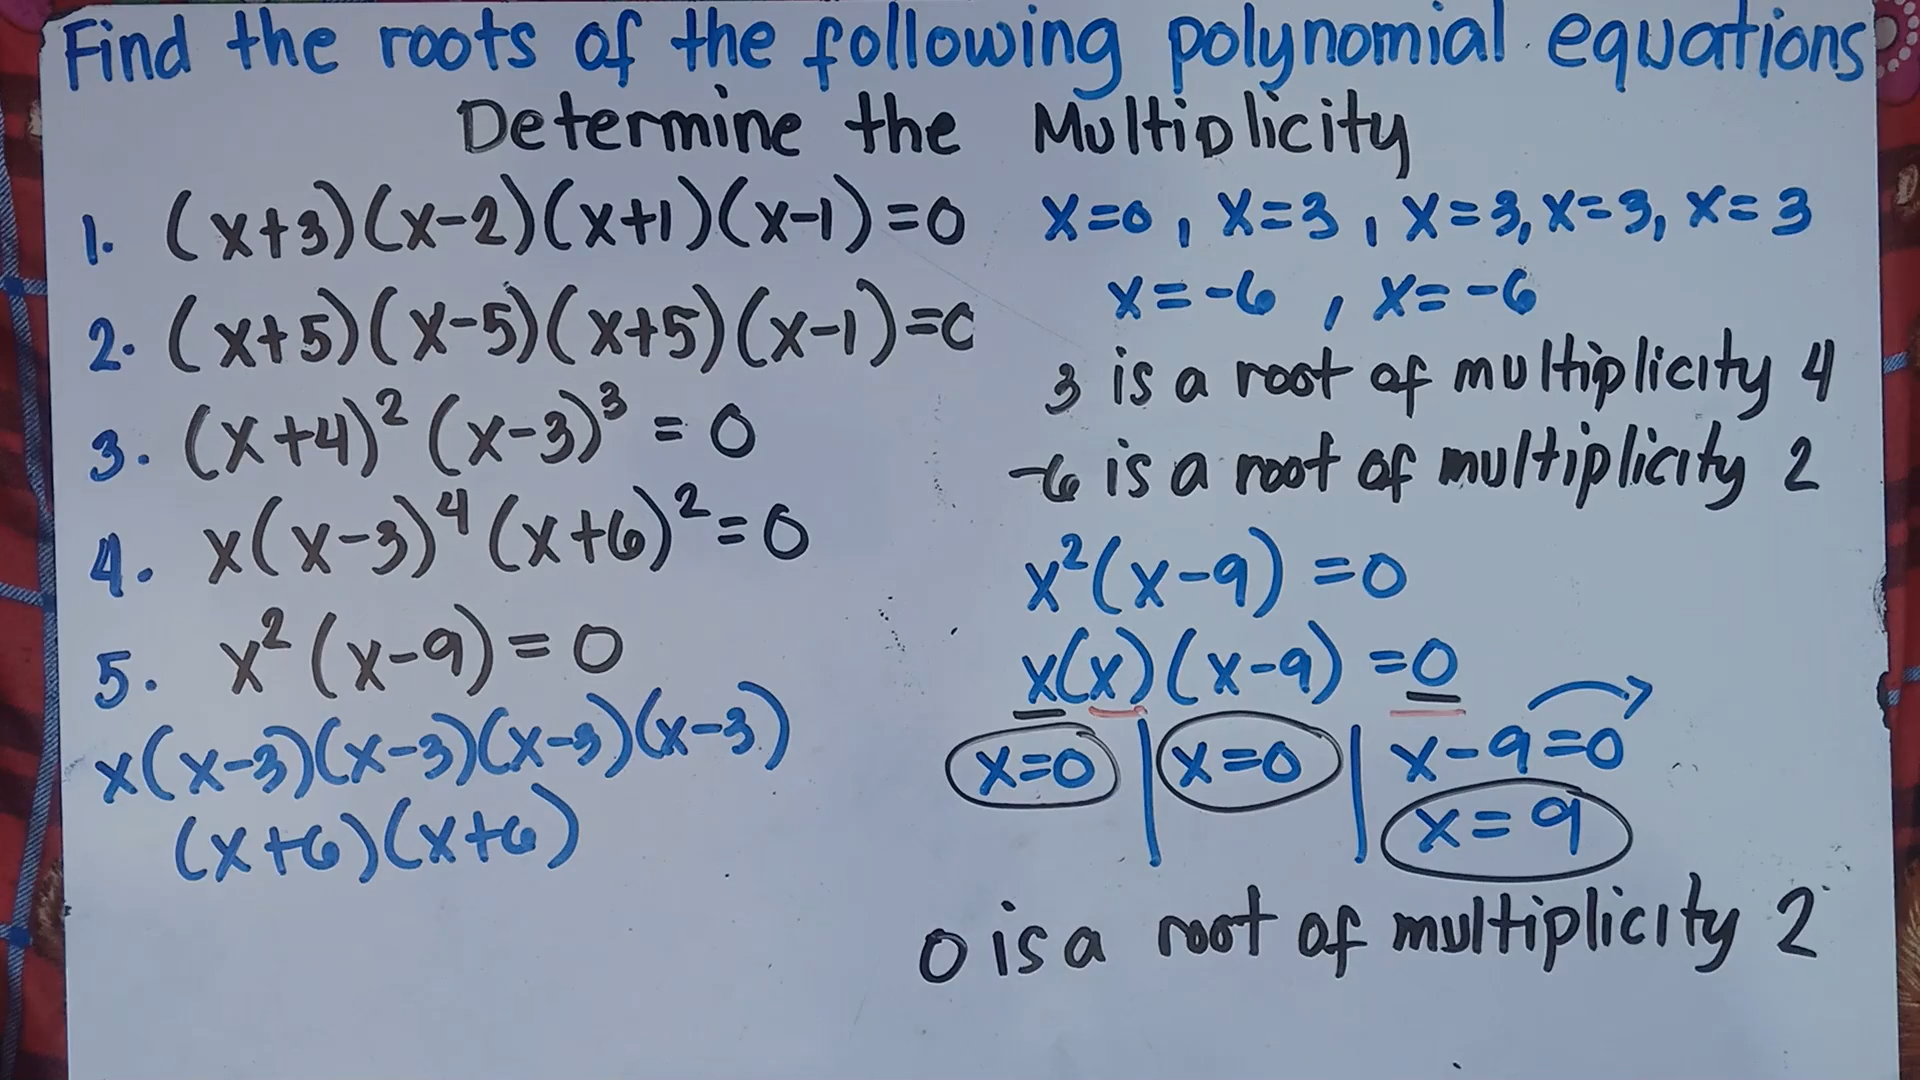 Find the roots of the following polynomial equations
Determine the Multiplicity
1. (x+3)(x-2)(x+1)(x-1)=0
2. (x+5)(x-5)(x+5)(x-1)=0
3. (x+4)² (x-3)³ = 0
4. x(x-3)⁴(x+6)²=0
5. x²(x-9)=0
x(x-3)(x-3)(x-3)(x-3)
(x+6)(x+6)
x=0, x=3, x=3, x=3, x=3
x=-6, x=-6
3 is a root of multiplicity 4
-6 is a root of multiplicity 2
x²(x-9)=0
x(x)(x-9)=0
x=0 | x=0 | x-9=0
x=9
0 is a root of multiplicity 2